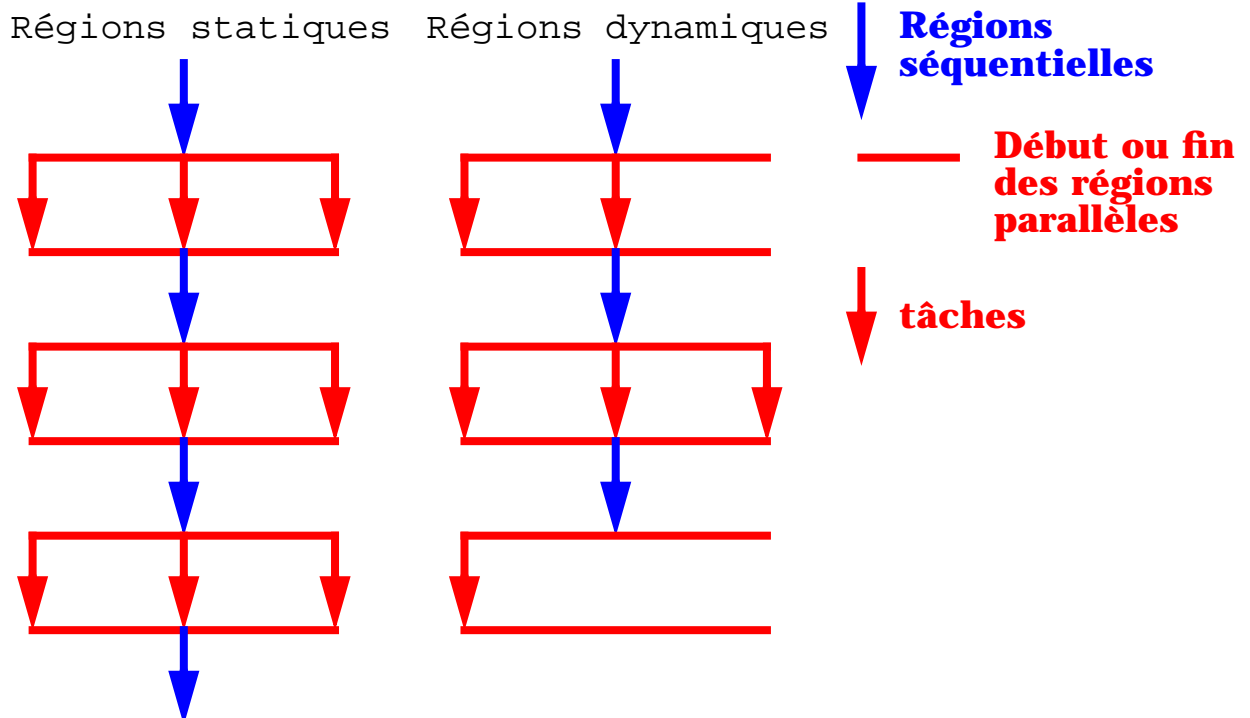 Régions statiques
Régions dynamiques
Régions
séquentielles
Début ou fin
des régions
parallèles
tâches